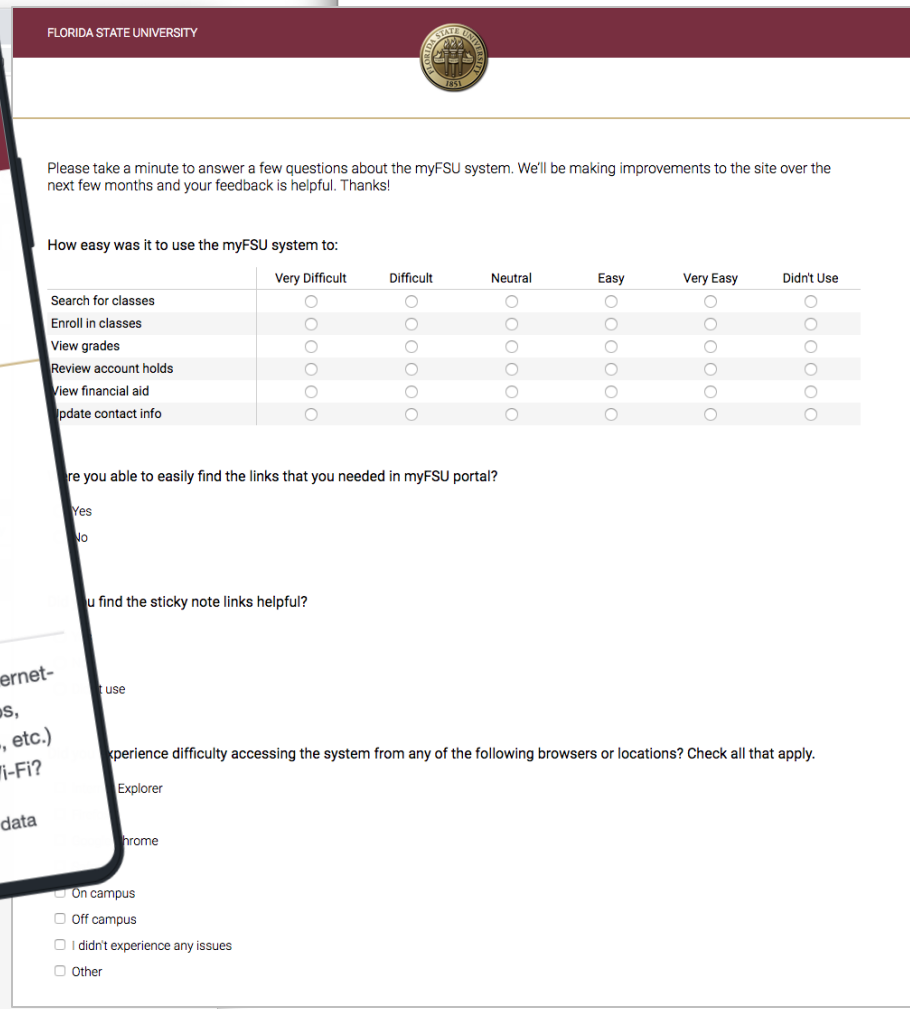 FLORIDA STATE UNIVERSITY
FLORIDA STATE UNIVERSITY
1851
Please take a minute to answer a few questions about the myFSU system. We'll be making improvements to the site over the
next few months and your feedback is helpful. Thanks!
How easy was it to use the myFSU system to:
Very Difficult Difficult Neutral Easy Very Easy Didn't Use
Search for classes
Enroll in classes
View grades
Review account holds
View financial aid
pdate contact info
re you able to easily find the links that you needed in myFSU portal?
Yes
No
u find the sticky note links helpful?
ernet-
t use
s,
, etc.)
xperience difficulty accessing the system from any of the following browsers or locations? Check all that apply.
i-Fi?
Explorer
data
hrome
On campus
Off campus
I didn't experience any issues
Other